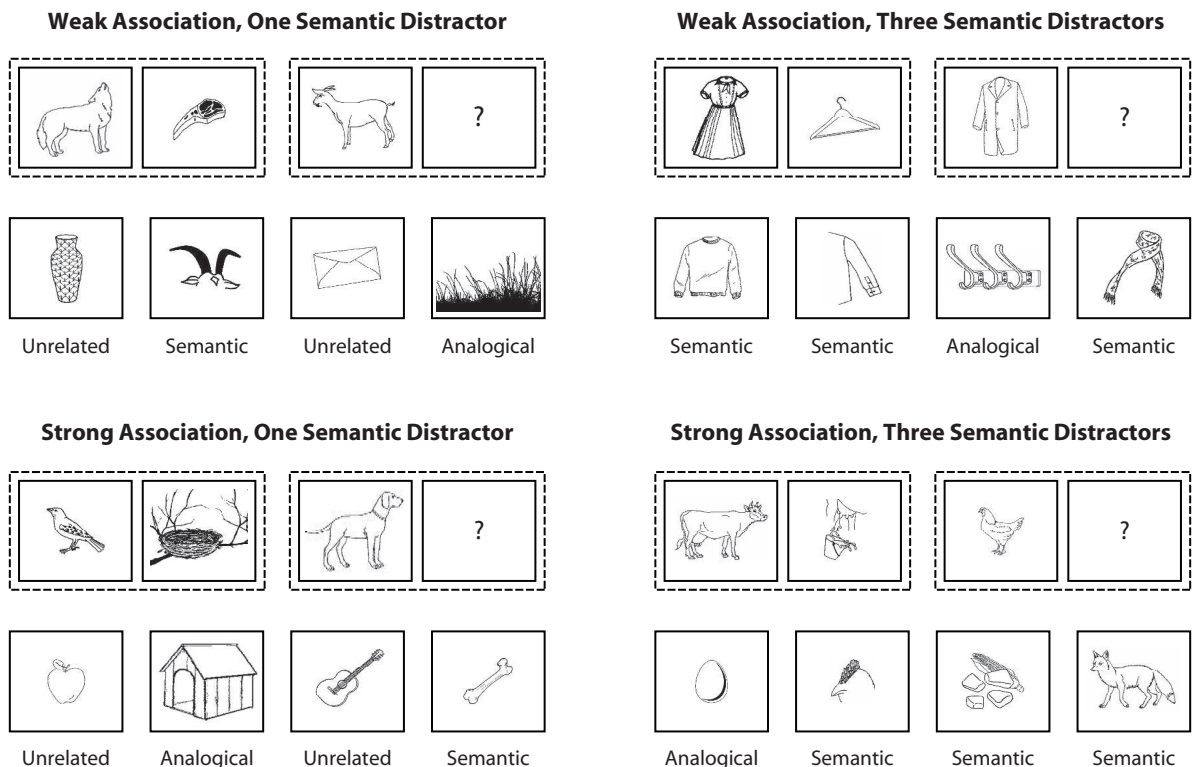 Weak Association, One Semantic Distractor
?
Unrelated Semantic Unrelated Analogical
Weak Association, Three Semantic Distractors
?
Semantic Semantic Analogical Semantic
Strong Association, One Semantic Distractor
?
Unrelated Analogical Unrelated Semantic
Strong Association, Three Semantic Distractors
?
Analogical Semantic Semantic Semantic